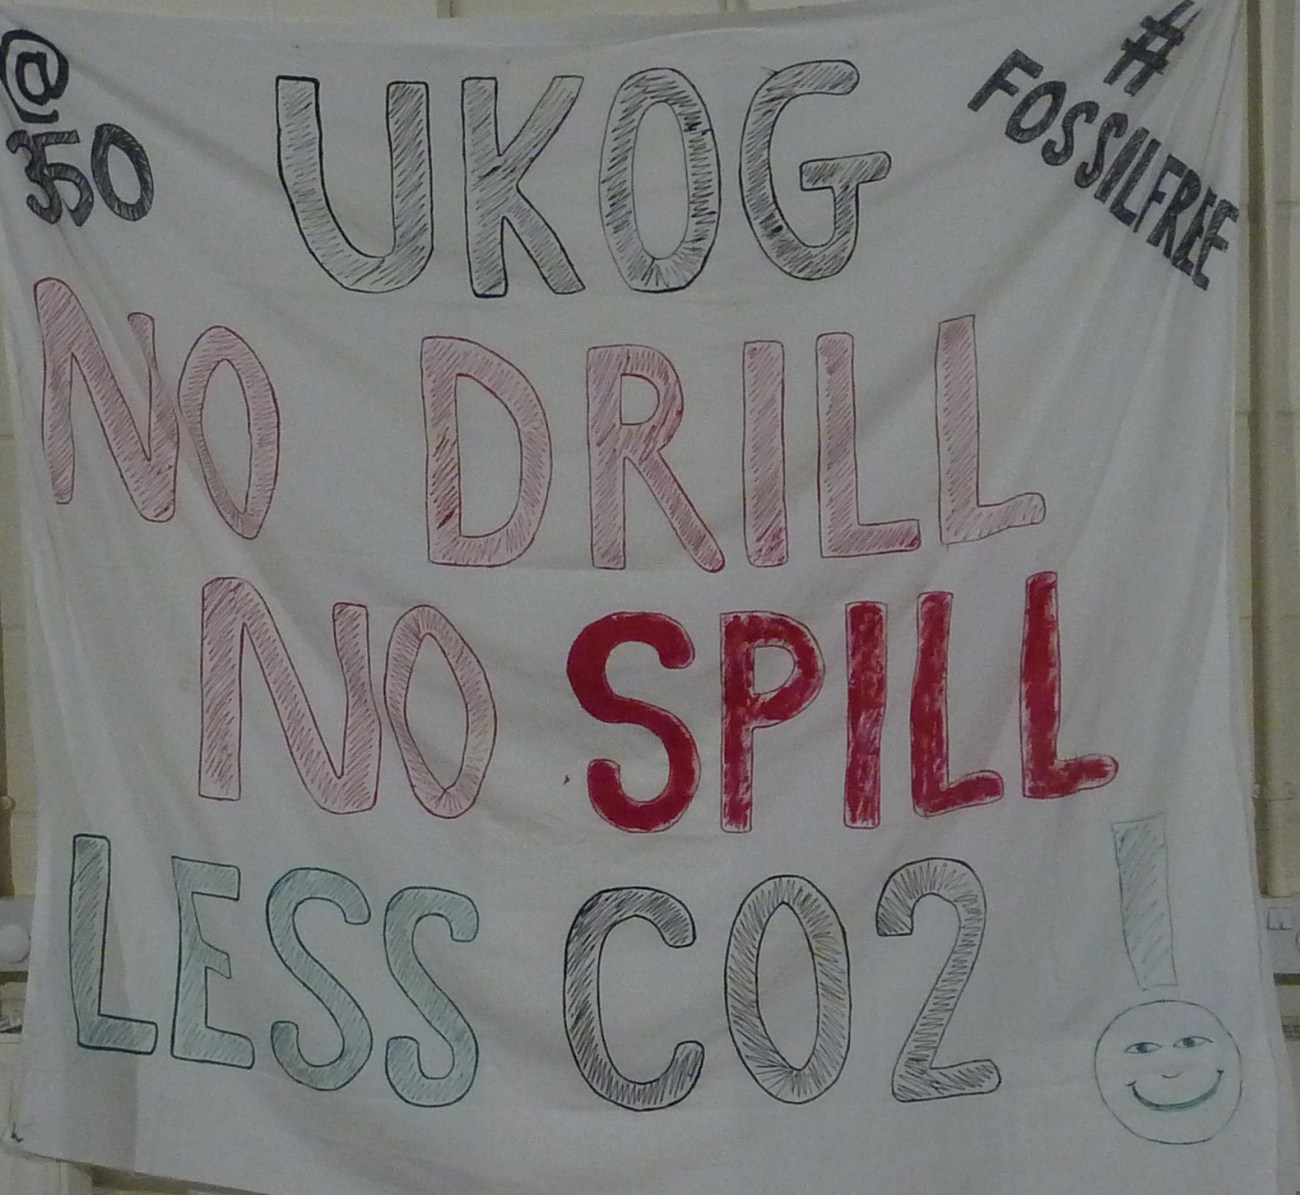 @
350
UKOG
#
FOSSILFREE
NO DRILL
NO SPILL
LESS CO2 !